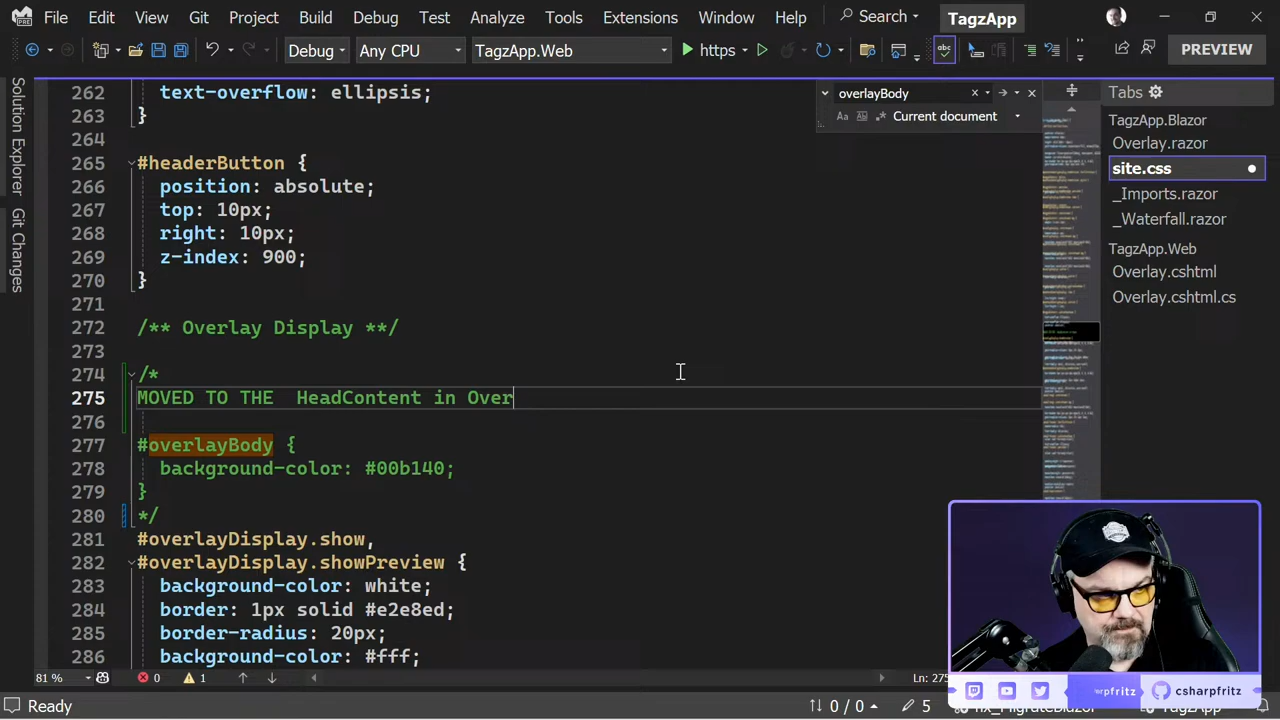 File Edit View Git Project Build Debug Test Analyze Tools Extensions Window Help Search TagzApp
Debug Any CPU TagzApp.Web https PREVIEW
Solution Explorer
Git Changes
overlayBody
Current document
Tabs
TagzApp.Blazor
Overlay.razor
site.css
_Imports.razor
_Waterfall.razor
TagzApp.Web
Overlay.cshtml
Overlay.cshtml.cs
262 text-overflow: ellipsis;
263 }
264
265 #headerButton {
266 position: absolute;
267 top: 10px;
268 right: 10px;
269 z-index: 900;
270 }
271
272 /** Overlay Display **/
273
274 /*
275 MOVED TO THE  HeadContent in Over
276
277 #overlayBody {
278 background-color: #00b140;
279 }
280 */
281 #overlayDisplay.show,
282 #overlayDisplay.showPreview {
283 background-color: white;
284 border: 1px solid #e2e8ed;
285 border-radius: 20px;
286 background-color: #fff;
81 % 0 1 Ln: 275
Ready 0 / 0 5
rpfritz csharpfritz